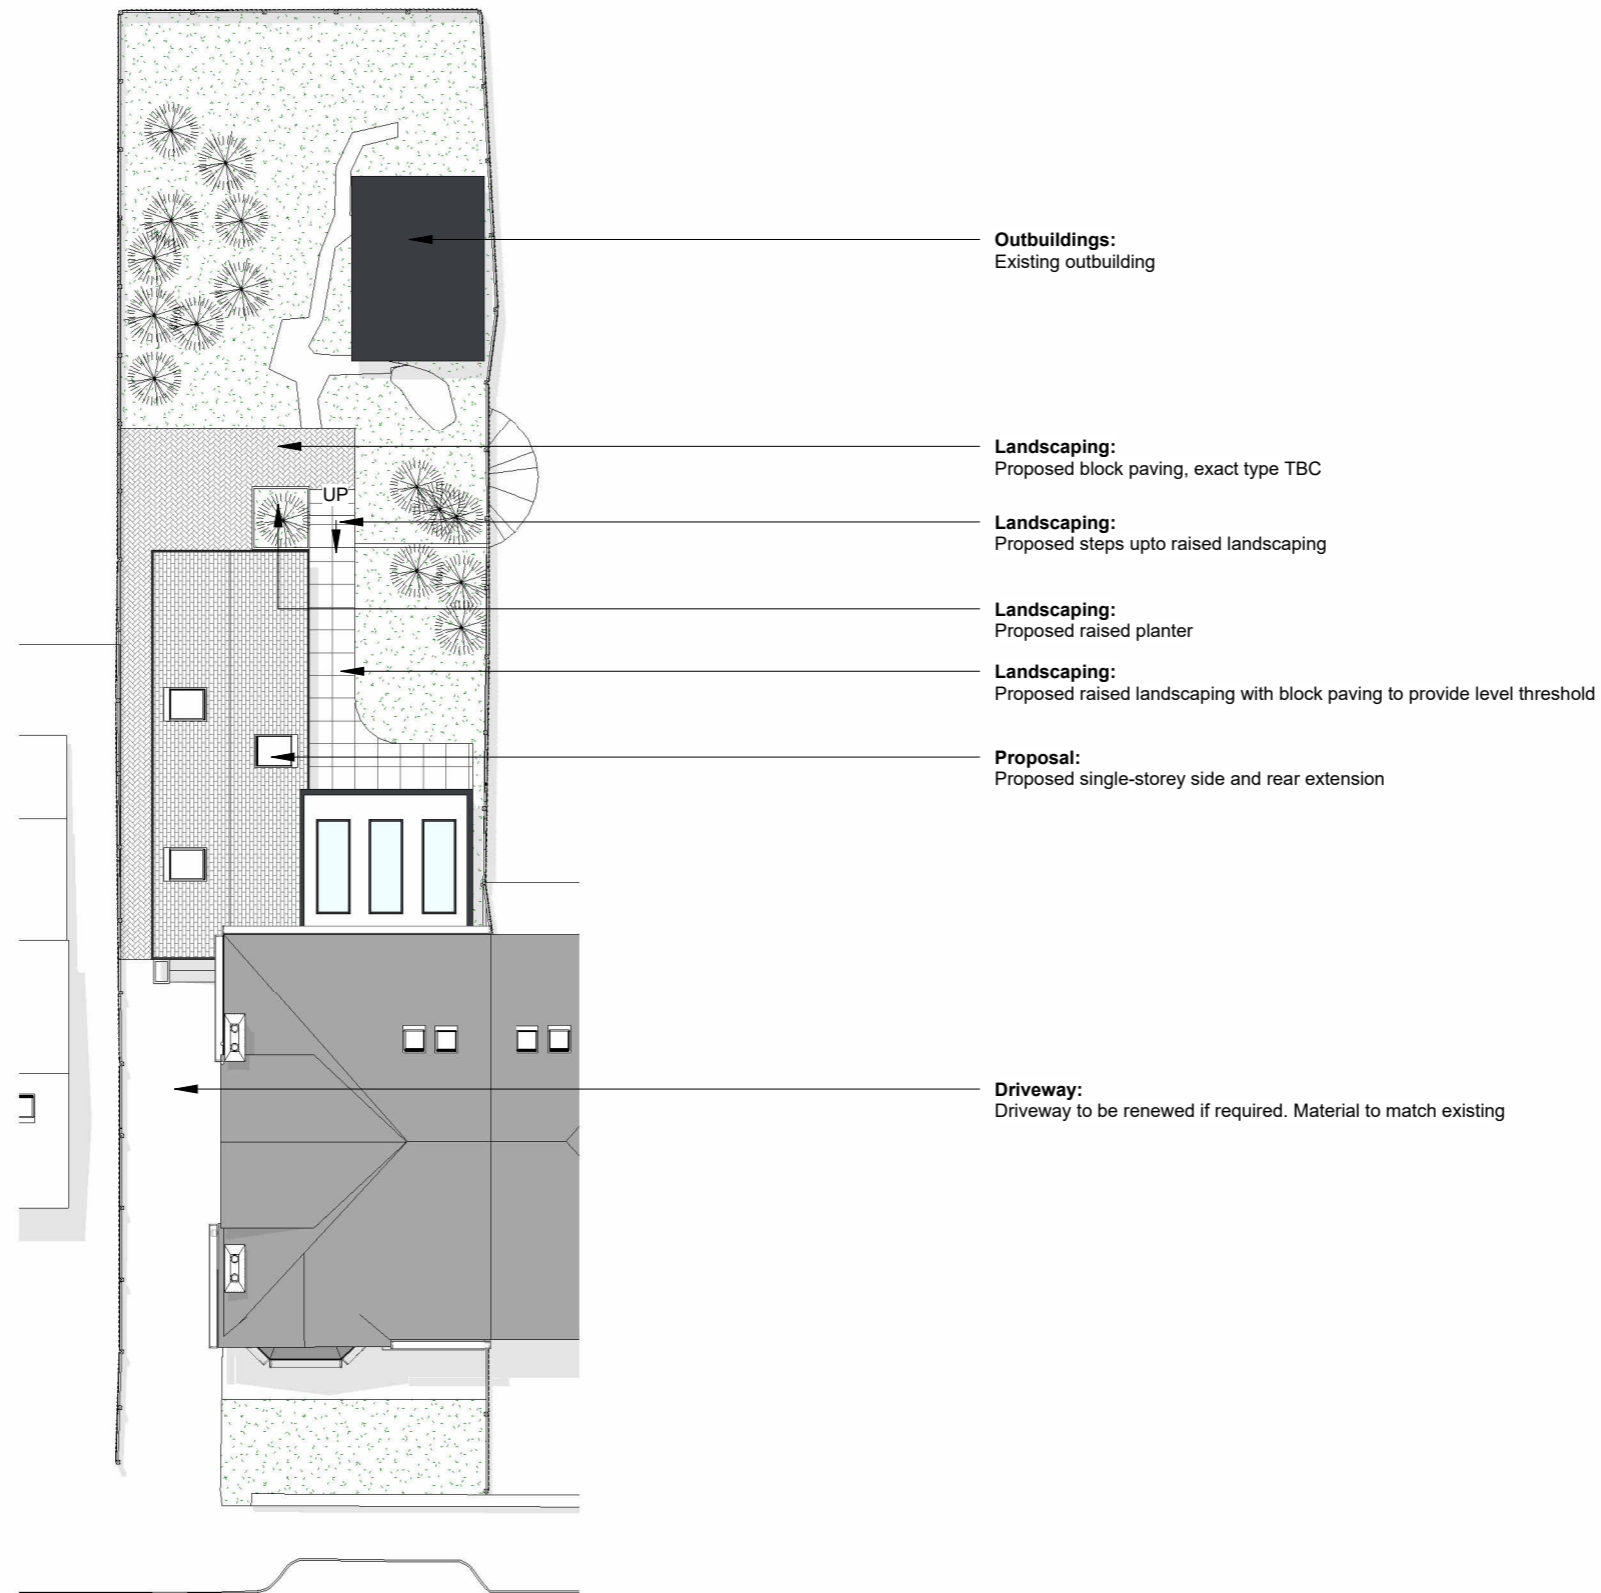 Outbuildings:
Existing outbuilding
Landscaping:
Proposed block paving, exact type TBC
UP
Landscaping:
Proposed steps upto raised landscaping
Landscaping:
Proposed raised planter
Landscaping:
Proposed raised landscaping with block paving to provide level threshold
Proposal:
Proposed single-storey side and rear extension
Driveway:
Driveway to be renewed if required. Material to match existing